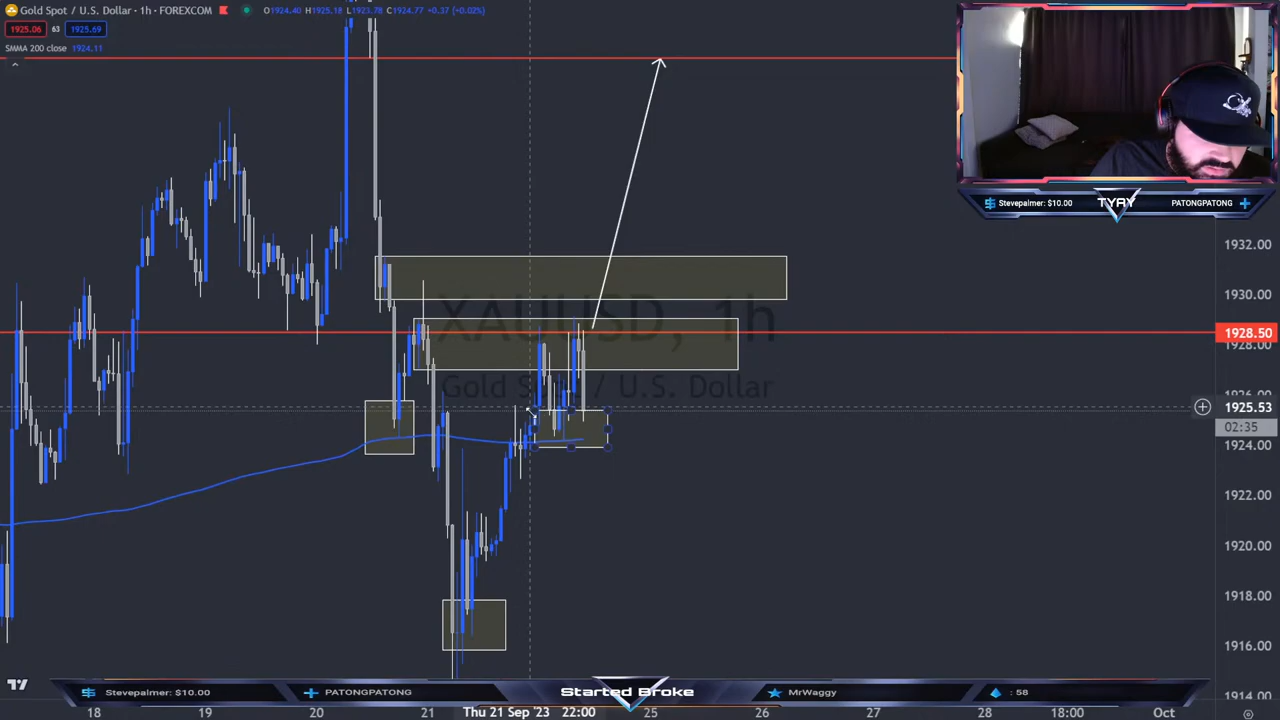 Gold Spot / U.S. Dollar · 1h · FOREXCOM O1924.40 H1925.18 L1923.78 C1924.77 +0.37 (+0.02%)
1925.06 63 1925.69
SMMA 200 close 1924.11
Stevepalmer: $10.00 TYAY PATONGPATONG
1932.00
1930.00
XAUUSD, 1h
1928.50
1928.00
Gold Spot / U.S. Dollar
1926.00
1925.53
02:35
1924.00
1922.00
1920.00
1918.00
1916.00
1914.00
Stevepalmer: $10.00 PATONGPATONG Started Broke MrWaggy : 58
18 19 20 21 Thu 21 Sep '23 22:00 25 26 27 28 18:00 Oct